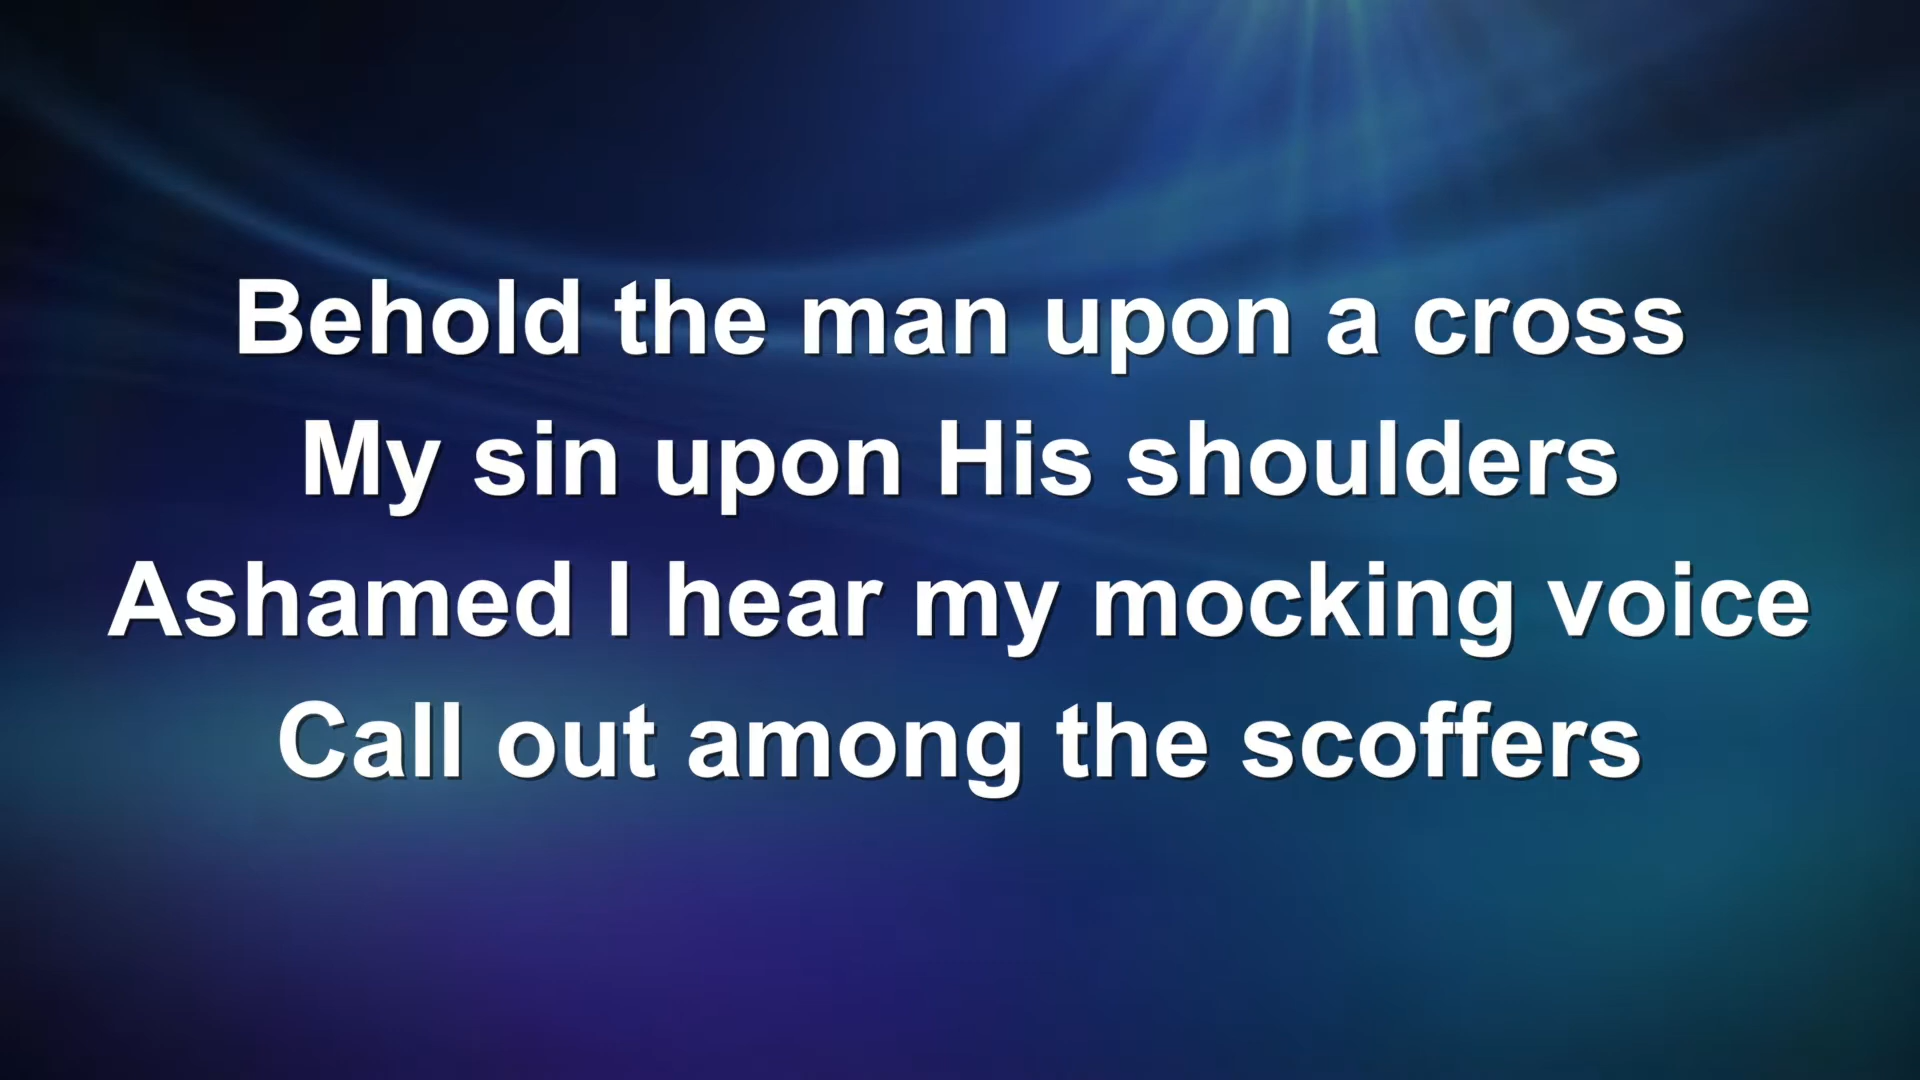 Behold the man upon a cross
My sin upon His shoulders
Ashamed I hear my mocking voice
Call out among the scoffers